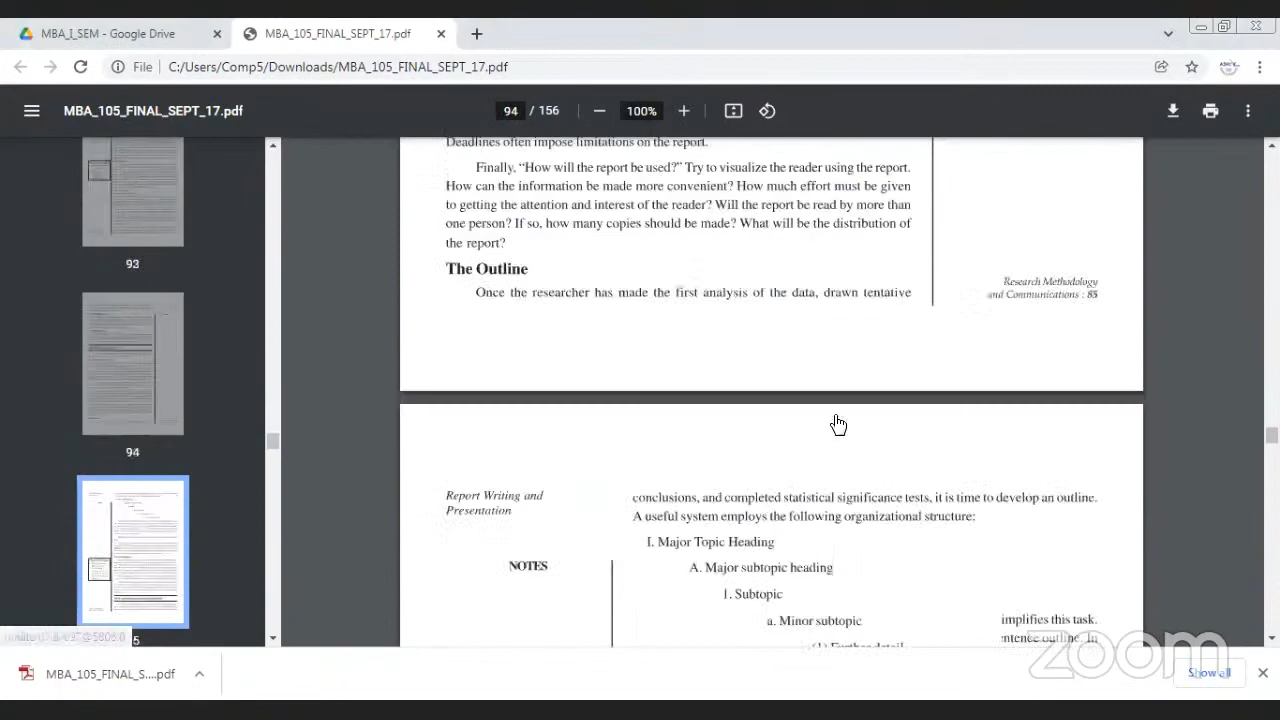 MBA_I_SEM - Google Drive
MBA_105_FINAL_SEPT_17.pdf
File
C:/Users/Comp5/Downloads/MBA_105_FINAL_SEPT_17.pdf
MBA_105_FINAL_SEPT_17.pdf
94 / 156
100%
93
94
Deadlines often impose limitations on the report.
Finally, “How will the report be used?” Try to visualize the reader using the report.
How can the information be made more convenient? How much effort must be given
to getting the attention and interest of the reader? Will the report be read by more than
one person? If so, how many copies should be made? What will be the distribution of
the report?
The Outline
Once the researcher has made the first analysis of the data, drawn tentative
Research Methodology
and Communications : 85
Report Writing and
Presentation
NOTES
conclusions, and completed statistical significance tests, it is time to develop an outline.
A useful system employs the following organizational structure:
I. Major Topic Heading
A. Major subtopic heading
1. Subtopic
a. Minor subtopic
implifies this task.
(1) Further detail
entence outline. In
zoom
MBA_105_FINAL_S....pdf
Show all